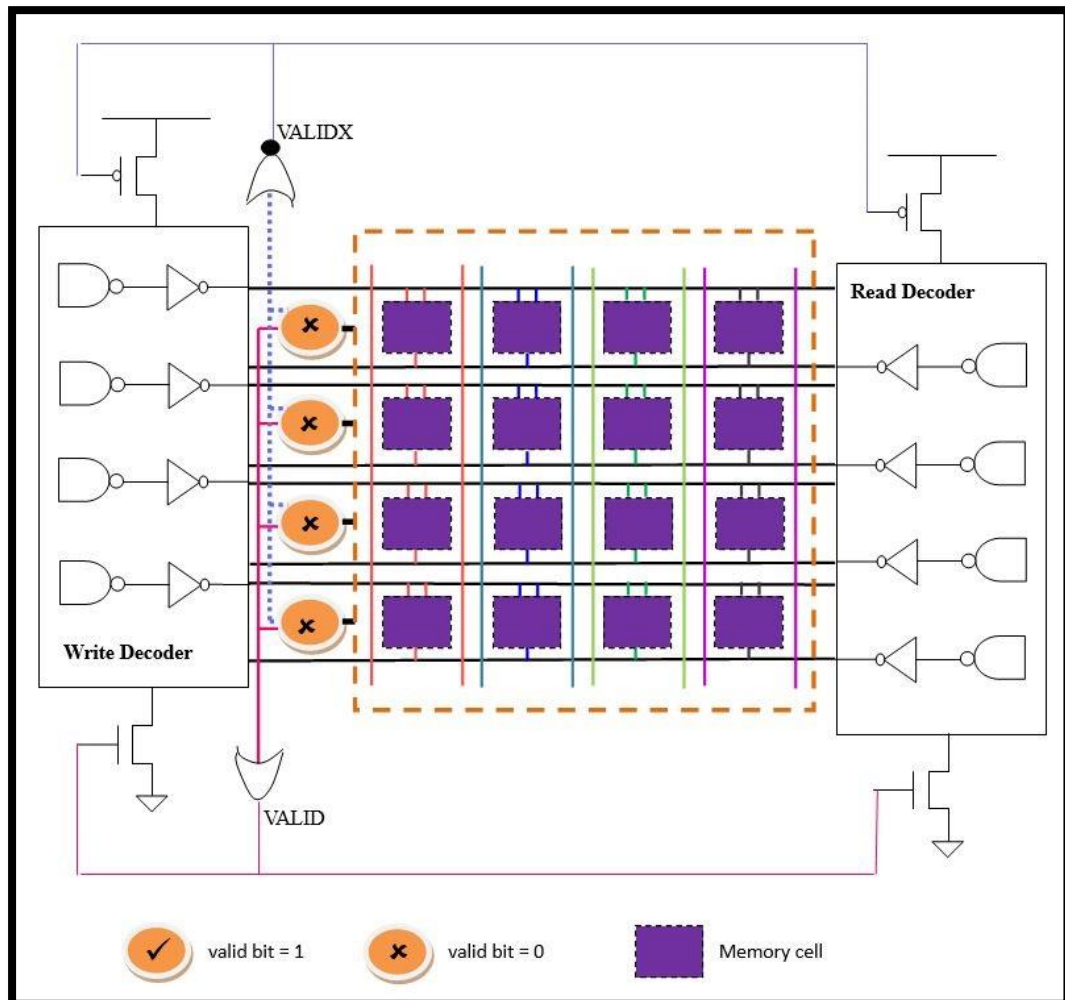 VALIDX
Read Decoder
Write Decoder
VALID
valid bit = 1
valid bit = 0
Memory cell